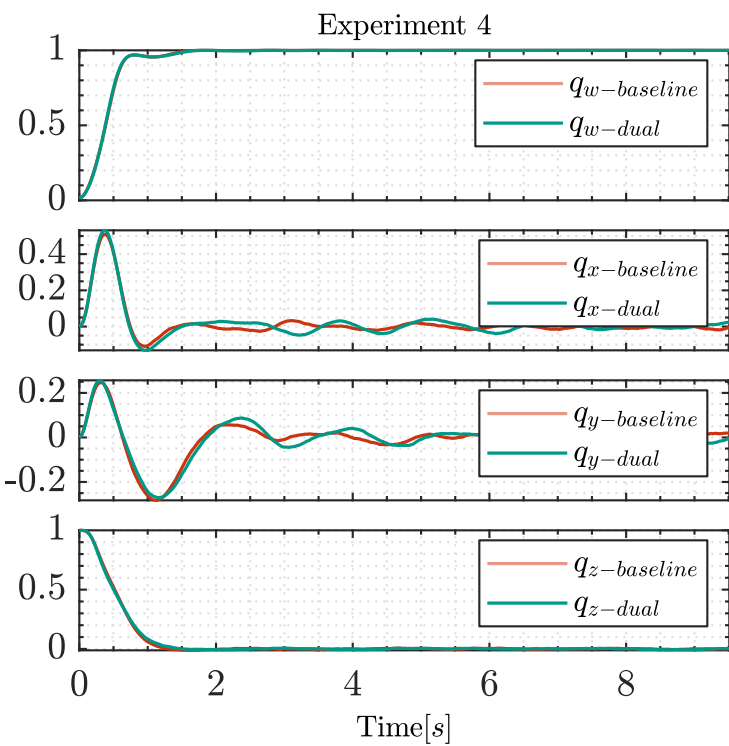 Experiment 4
1
0.5
0
q_{w-baseline}
q_{w-dual}
0.4
0.2
0
q_{x-baseline}
q_{x-dual}
0.2
0
-0.2
q_{y-baseline}
q_{y-dual}
1
0.5
0
q_{z-baseline}
q_{z-dual}
0 2 4 6 8
Time[s]